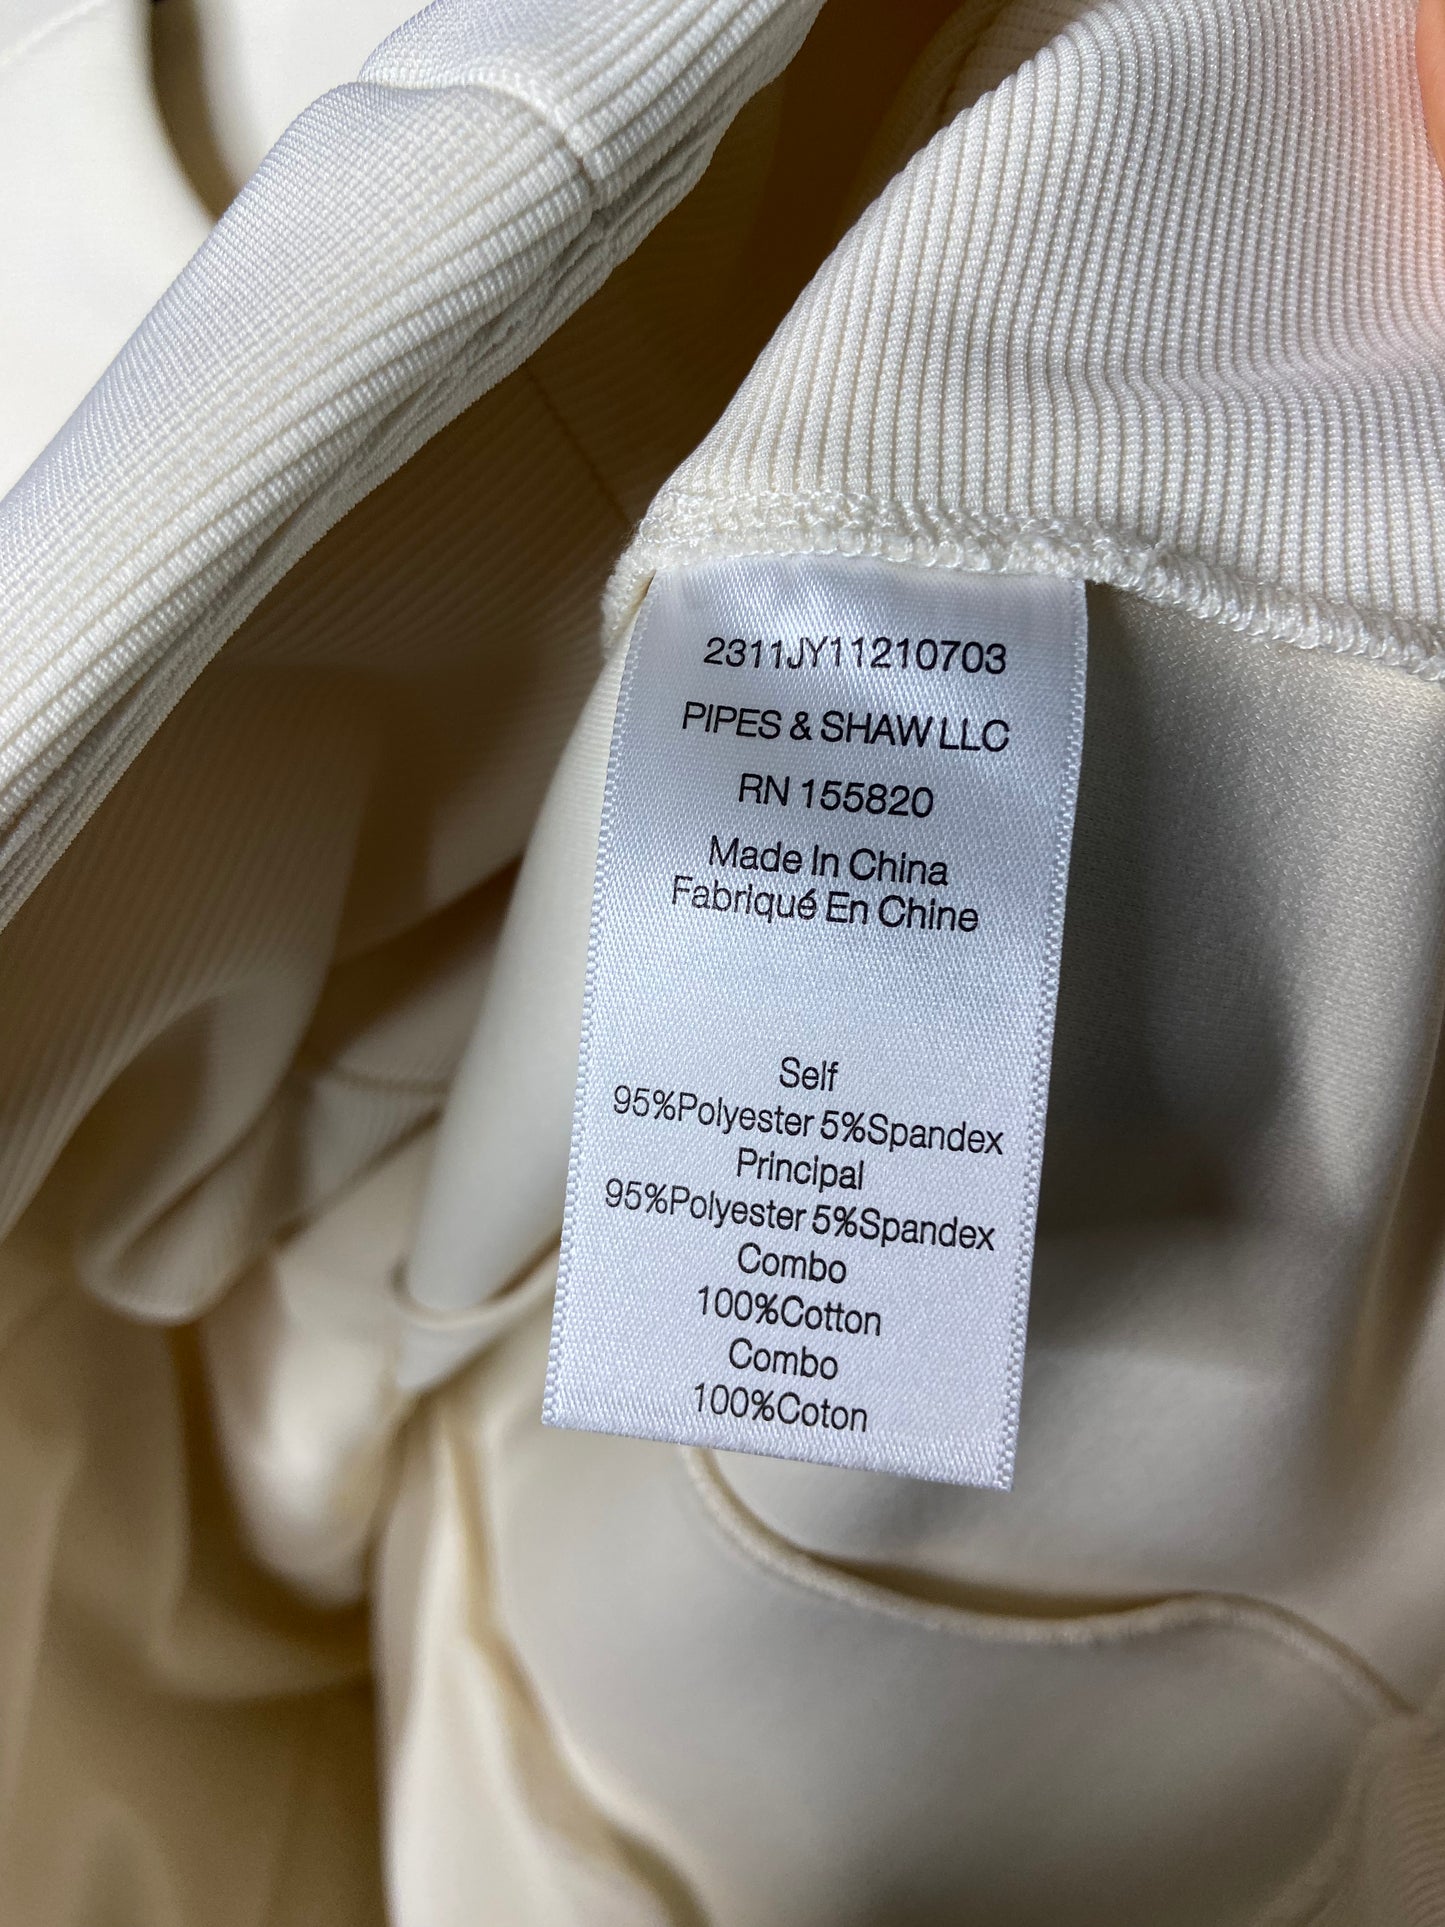 2311JY11210703
PIPES & SHAW LLC
RN 155820
Made In China
Fabriqué En Chine
Self
95%Polyester 5%Spandex
Principal
95%Polyester 5%Spandex
Combo
100%Cotton
Combo
100%Coton